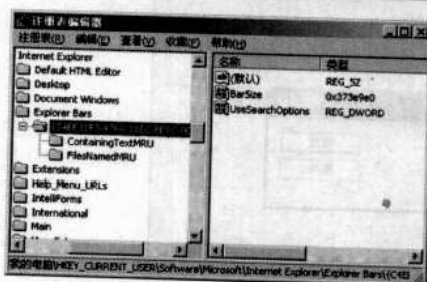 注册表编辑器
注册表(R) 编辑(E) 查看(V) 收藏(F) 帮助(H)
Internet Explorer
Default HTML Editor
Desktop
Document Windows
Explorer Bars
ContainingTextMRU
FilesNamedMRU
Extensions
Help_Menu_URLs
IntelliForms
International
Main
名称 类型
(默认) REG_SZ
BarSize 0x373e9e0
UseSearchOptions REG_DWORD
我的电脑\HKEY_CURRENT_USER\Software\Microsoft\Internet Explorer\Explorer Bars\{C4EE